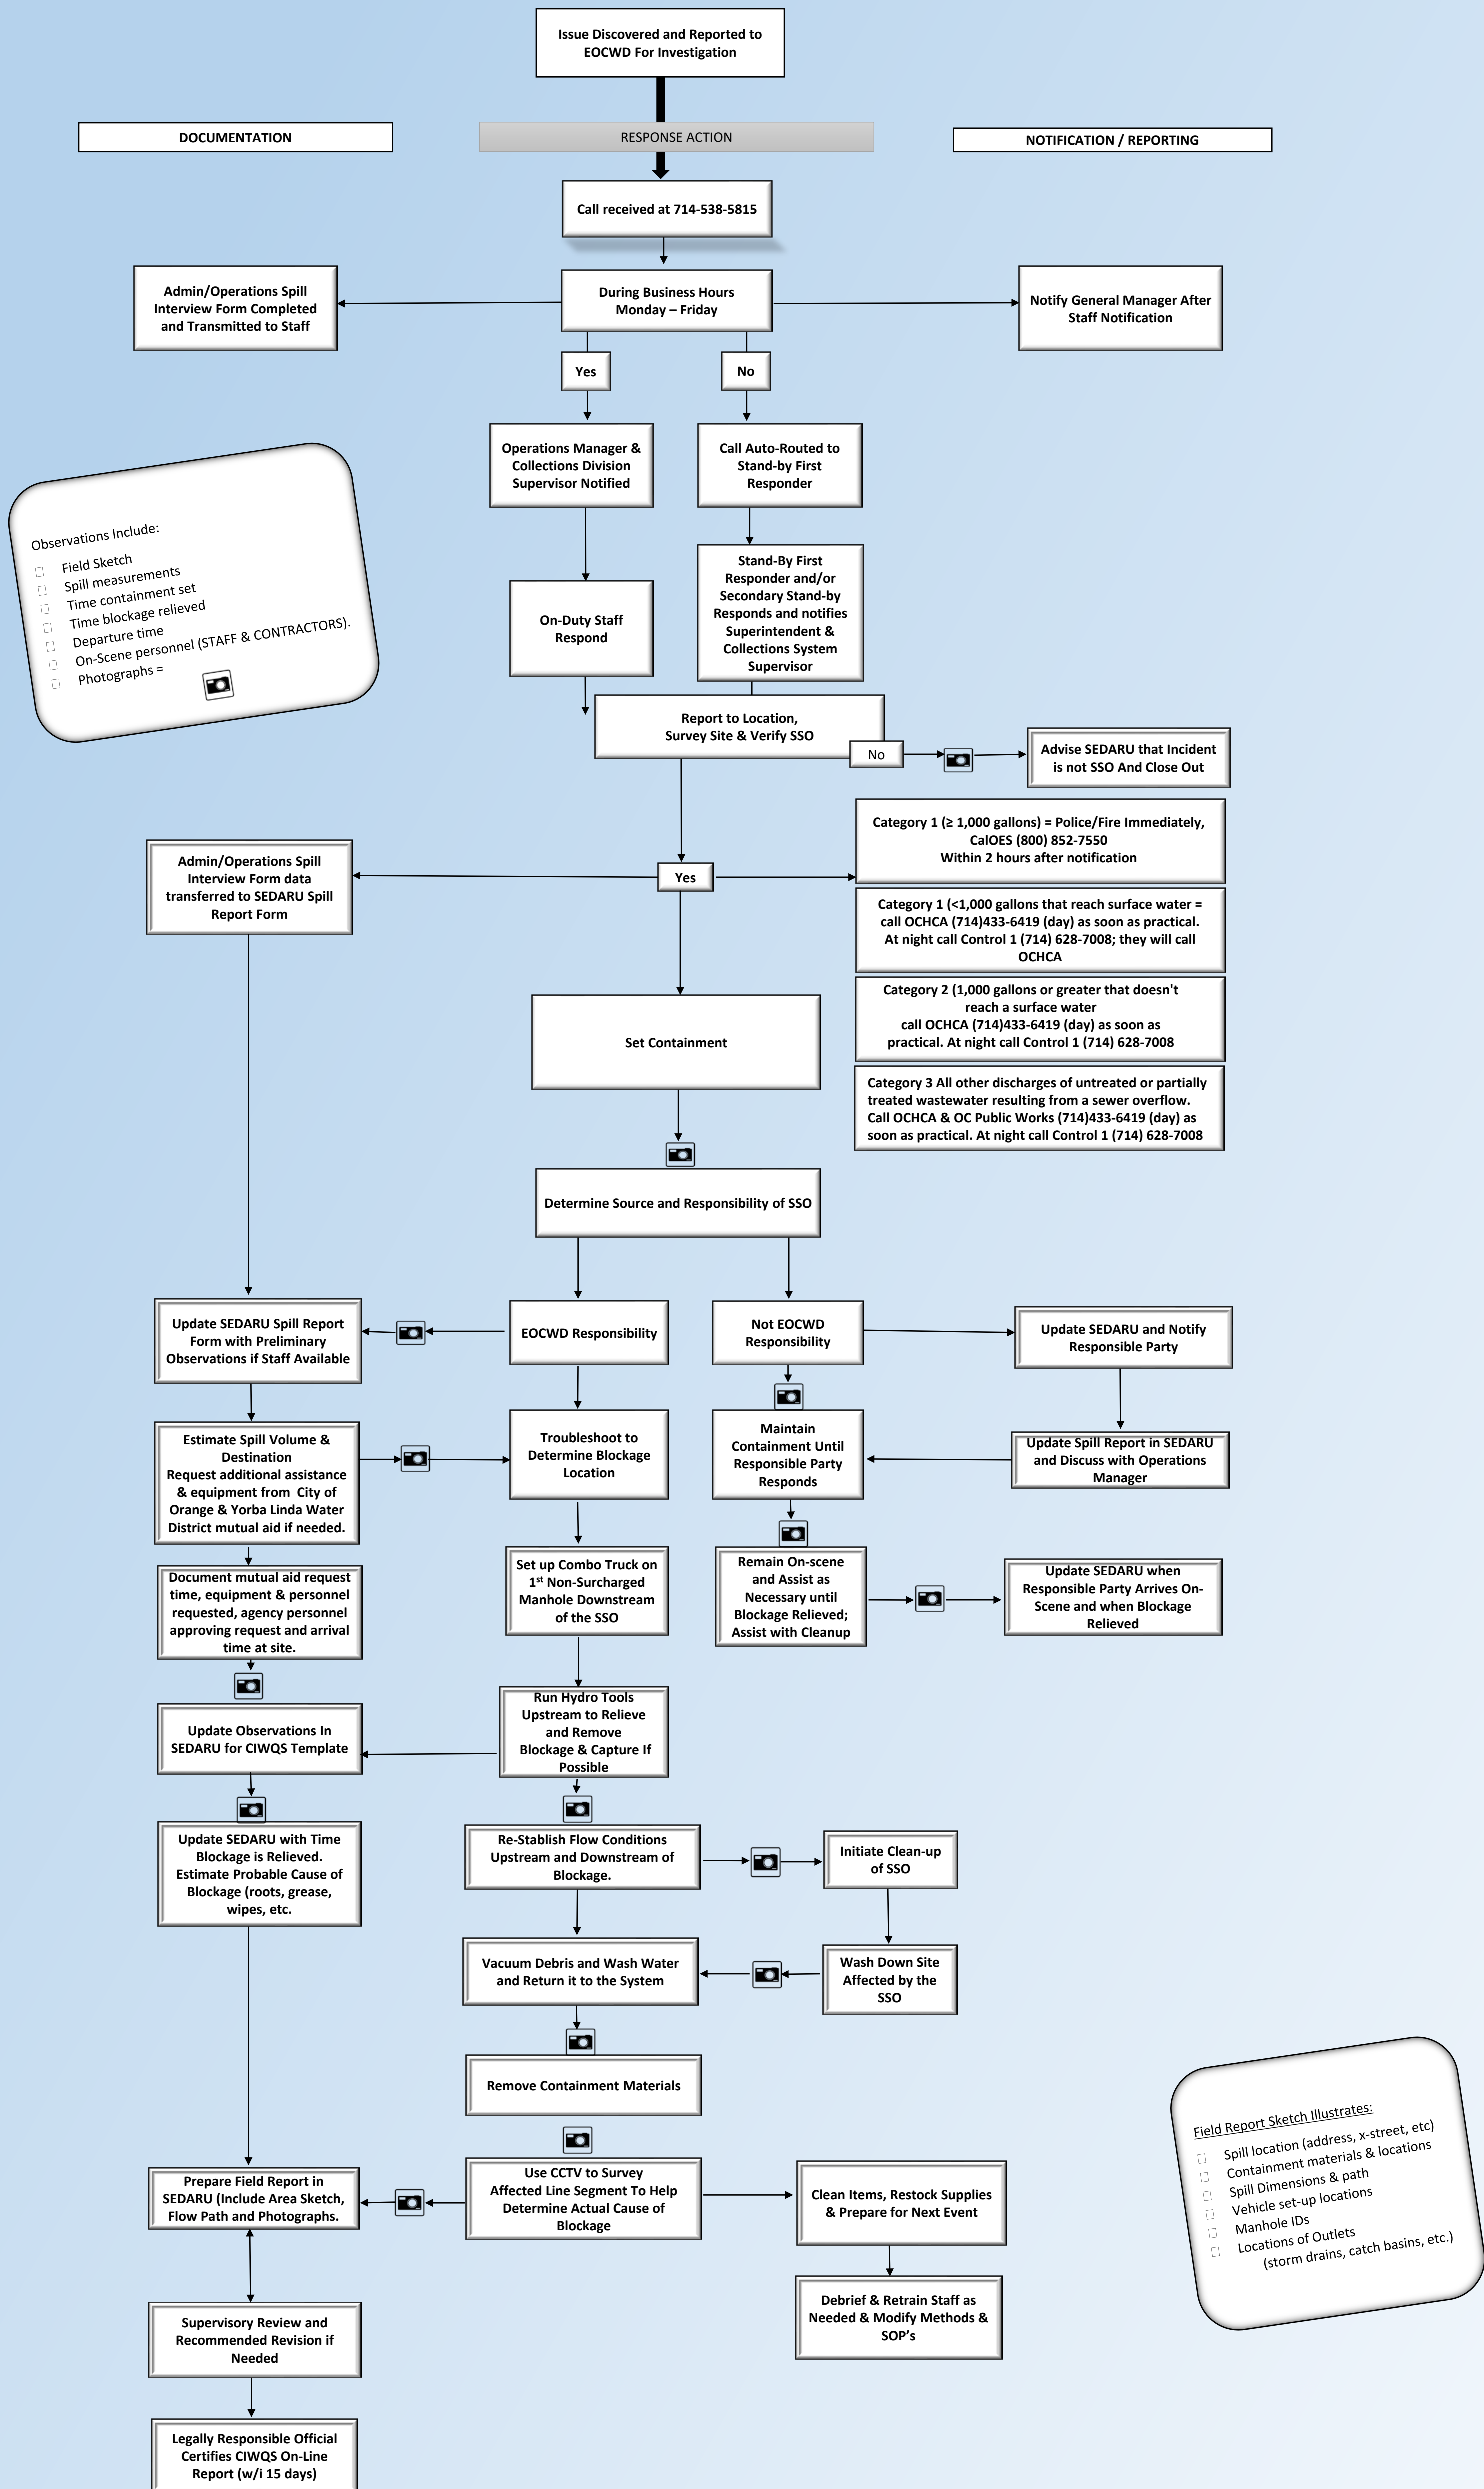 Issue Discovered and Reported to
EOCWD For Investigation
DOCUMENTATION
RESPONSE ACTION
NOTIFICATION / REPORTING
Call received at 714-538-5815
Admin/Operations Spill
Interview Form Completed
and Transmitted to Staff
During Business Hours
Monday – Friday
Notify General Manager After
Staff Notification
Yes
No
Operations Manager &
Collections Division
Supervisor Notified
Call Auto-Routed to
Stand-by First
Responder
Observations Include:
Field Sketch
Spill measurements
Time containment set
Time blockage relieved
Departure time
On-Scene personnel (STAFF & CONTRACTORS).
Photographs =
On-Duty Staff
Respond
Stand-By First
Responder and/or
Secondary Stand-by
Responds and notifies
Superintendent &
Collections System
Supervisor
Report to Location,
Survey Site & Verify SSO
No
Advise SEDARU that Incident
is not SSO And Close Out
Category 1 (≥ 1,000 gallons) = Police/Fire Immediately,
CalOES (800) 852-7550
Within 2 hours after notification
Admin/Operations Spill
Interview Form data
transferred to SEDARU Spill
Report Form
Yes
Category 1 (<1,000 gallons that reach surface water =
call OCHCA (714)433-6419 (day) as soon as practical.
At night call Control 1 (714) 628-7008; they will call
OCHCA
Category 2 (1,000 gallons or greater that doesn't
reach a surface water
call OCHCA (714)433-6419 (day) as soon as
practical. At night call Control 1 (714) 628-7008
Set Containment
Category 3 All other discharges of untreated or partially
treated wastewater resulting from a sewer overflow.
Call OCHCA & OC Public Works (714)433-6419 (day) as
soon as practical. At night call Control 1 (714) 628-7008
Determine Source and Responsibility of SSO
Update SEDARU Spill Report
Form with Preliminary
Observations if Staff Available
EOCWD Responsibility
Not EOCWD
Responsibility
Update SEDARU and Notify
Responsible Party
Estimate Spill Volume &
Destination
Request additional assistance
& equipment from City of
Orange & Yorba Linda Water
District mutual aid if needed.
Troubleshoot to
Determine Blockage
Location
Maintain
Containment Until
Responsible Party
Responds
Update Spill Report in SEDARU
and Discuss with Operations
Manager
Document mutual aid request
time, equipment & personnel
requested, agency personnel
approving request and arrival
time at site.
Set up Combo Truck on
1st Non-Surcharged
Manhole Downstream
of the SSO
Remain On-scene
and Assist as
Necessary until
Blockage Relieved;
Assist with Cleanup
Update SEDARU when
Responsible Party Arrives On-
Scene and when Blockage
Relieved
Update Observations In
SEDARU for CIWQS Template
Run Hydro Tools
Upstream to Relieve
and Remove
Blockage & Capture If
Possible
Update SEDARU with Time
Blockage is Relieved.
Estimate Probable Cause of
Blockage (roots, grease,
wipes, etc.
Re-Stablish Flow Conditions
Upstream and Downstream of
Blockage.
Initiate Clean-up
of SSO
Vacuum Debris and Wash Water
and Return it to the System
Wash Down Site
Affected by the
SSO
Remove Containment Materials
Field Report Sketch Illustrates:
Spill location (address, x-street, etc)
Containment materials & locations
Spill Dimensions & path
Vehicle set-up locations
Manhole IDs
Locations of Outlets
(storm drains, catch basins, etc.)
Prepare Field Report in
SEDARU (Include Area Sketch,
Flow Path and Photographs.
Use CCTV to Survey
Affected Line Segment To Help
Determine Actual Cause of
Blockage
Clean Items, Restock Supplies
& Prepare for Next Event
Supervisory Review and
Recommended Revision if
Needed
Debrief & Retrain Staff as
Needed & Modify Methods &
SOP's
Legally Responsible Official
Certifies CIWQS On-Line
Report (w/i 15 days)